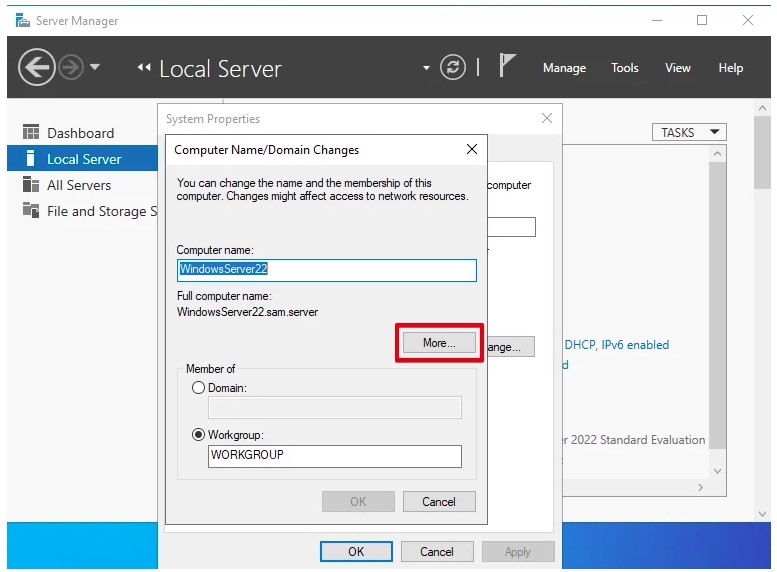 Server Manager
Local Server
Manage
Tools
View
Help
System Properties
Dashboard
Local Server
All Servers
File and Storage S
TASKS
Computer Name/Domain Changes
You can change the name and the membership of this
computer. Changes might affect access to network resources.
computer
Computer name:
WindowsServer22
Full computer name:
WindowsServer22.sam.server
More...
ange...
DHCP, IPv6 enabled
d
Member of
Domain:
Workgroup:
WORKGROUP
r 2022 Standard Evaluation
OK
Cancel
OK
Cancel
Apply